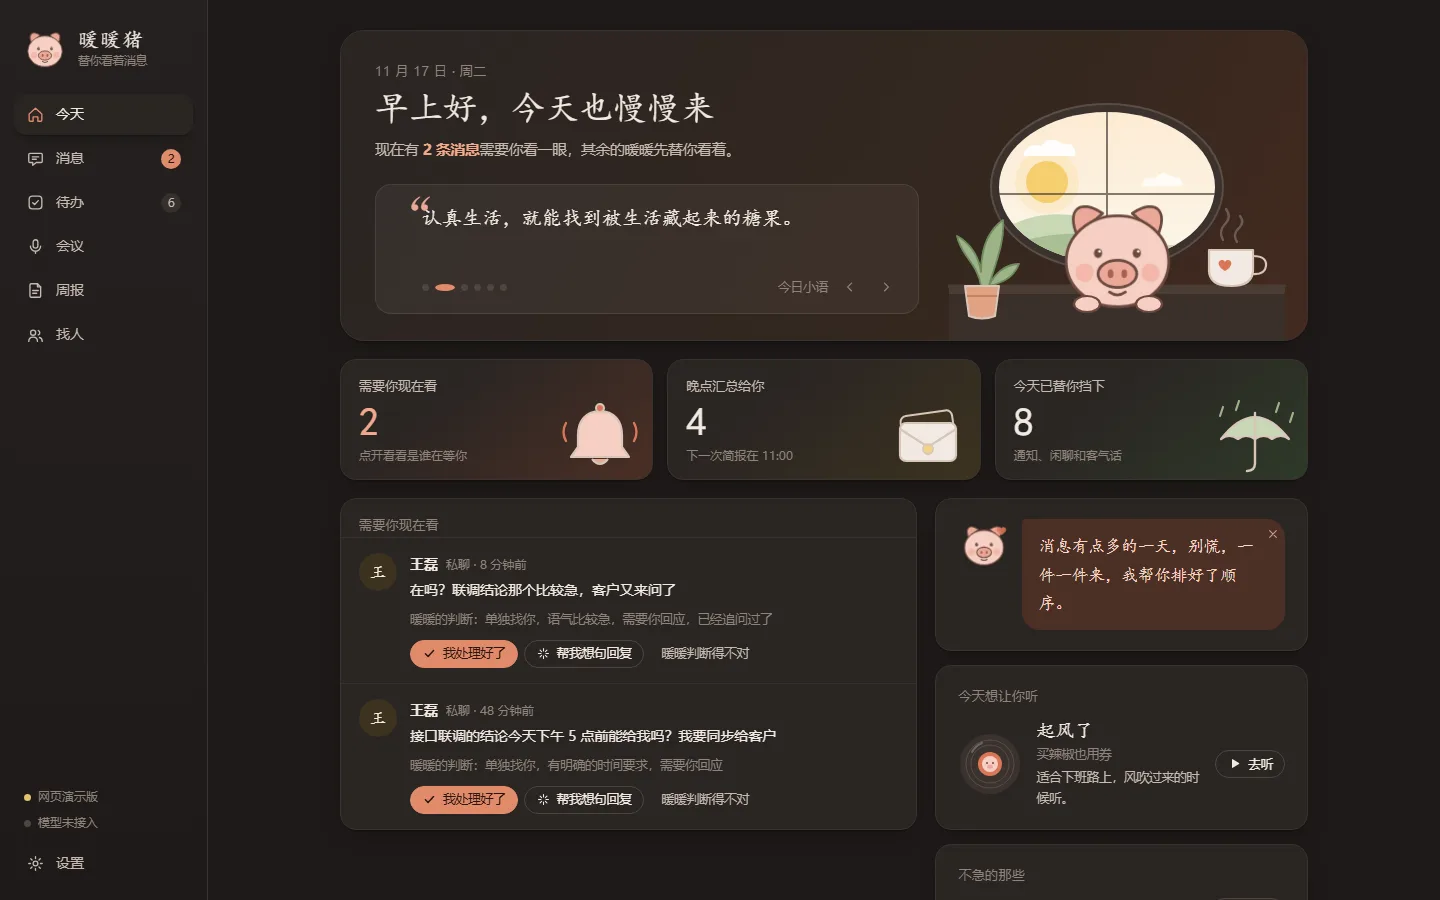 暖暖猪
替你看着消息
今天
消息
2
待办
6
会议
周报
找人
网页演示版
模型未接入
设置
11 月 17 日 · 周二
早上好，今天也慢慢来
现在有 2 条消息需要你看一眼，其余的暖暖先替你看着。
“认真生活，就能找到被生活藏起来的糖果。
今日小语
需要你现在看
2
点开看看是谁在等你
晚点汇总给你
4
下一次简报在 11:00
今天已替你挡下
8
通知、闲聊和客气话
需要你现在看
王
王磊 私聊 · 8 分钟前
在吗？联调结论那个比较急，客户又来问了
暖暖的判断：单独找你，语气比较急，需要你回应，已经追问过了
我处理好了
帮我想句回复
暖暖判断得不对
王
王磊 私聊 · 48 分钟前
接口联调的结论今天下午 5 点前能给我吗？我要同步给客户
暖暖的判断：单独找你，有明确的时间要求，需要你回应
我处理好了
帮我想句回复
暖暖判断得不对
消息有点多的一天，别慌，一
件一件来，我帮你排好了顺
序。
今天想让你听
起风了
买辣椒也用券
适合下班路上，风吹过来的时
候听。
去听
不急的那些